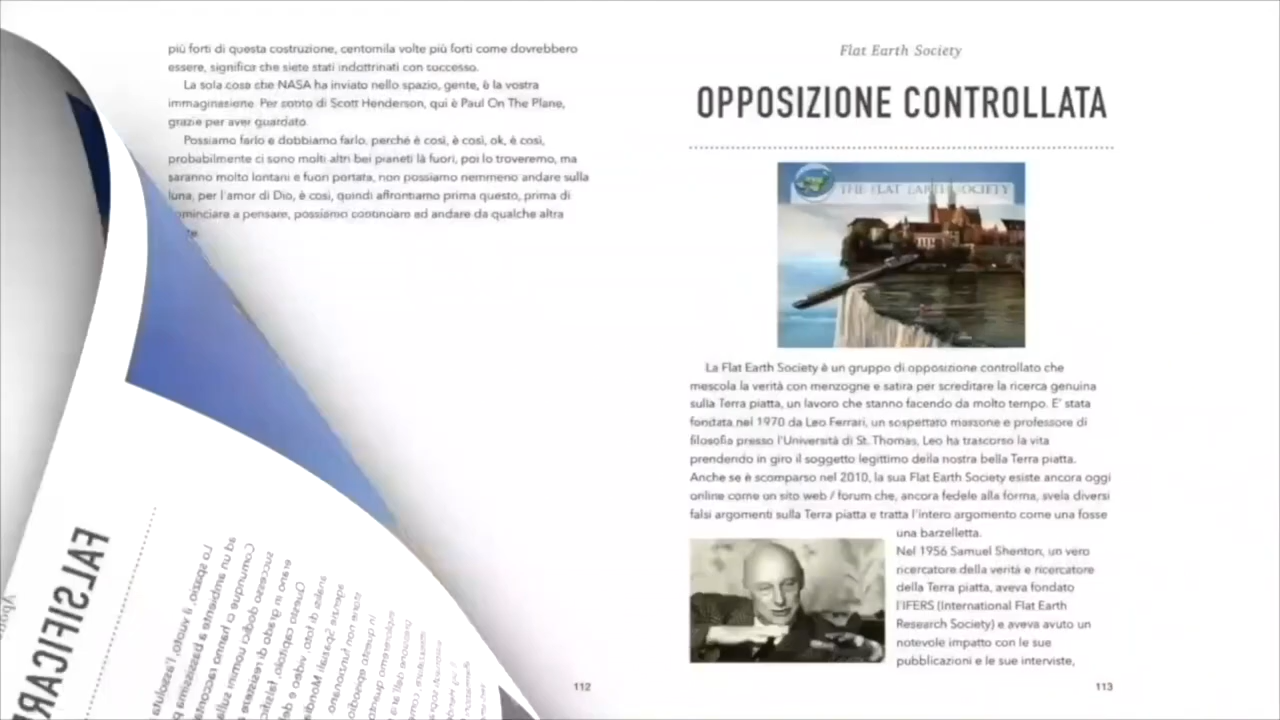 più forti di questa costruzione, centomila volte più forti come dovrebbero
essere, significa che siete stati indottrinati con successo.
La sola cosa che NASA ha inviato nello spazio, gente, è la vostra
immaginazione. Per conto di Scott Henderson, qui è Paul On The Plane,
grazie per aver guardato.
Possiamo farlo e dobbiamo farlo, perché è così, è così, ok, è così,
probabilmente ci sono molti altri bei pianeti là fuori, poi lo troveremo, ma
saranno molto lontani e fuori portata, non possiamo nemmeno andare sulla
luna, per l'amor di Dio, è così, quindi affrontiamo prima questo, prima di
ominciare a pensare, possiamo continuare ed andare da qualche altra
112
Flat Earth Society
OPPOSIZIONE CONTROLLATA
THE FLAT EARTH SOCIETY
La Flat Earth Society è un gruppo di opposizione controllato che
mescola la verità con menzogne e satira per screditare la ricerca genuina
sulla Terra piatta, un lavoro che stanno facendo da molto tempo. E' stata
fondata nel 1970 da Leo Ferrari, un sospettato massone e professore di
filosofia presso l'Università di St. Thomas, Leo ha trascorso la vita
prendendo in giro il soggetto legittimo della nostra bella Terra piatta.
Anche se è scomparso nel 2010, la sua Flat Earth Society esiste ancora oggi
online come un sito web / forum che, ancora fedele alla forma, svela diversi
falsi argomenti sulla Terra piatta e tratta l'intero argomento come una fosse
una barzelletta.
Nel 1956 Samuel Shenton, un vero
ricercatore della verità e ricercatore
della Terra piatta, aveva fondato
l'IFERS (International Flat Earth
Research Society) e aveva avuto un
notevole impatto con le sue
pubblicazioni e le sue interviste,
113
FALSIFICARE